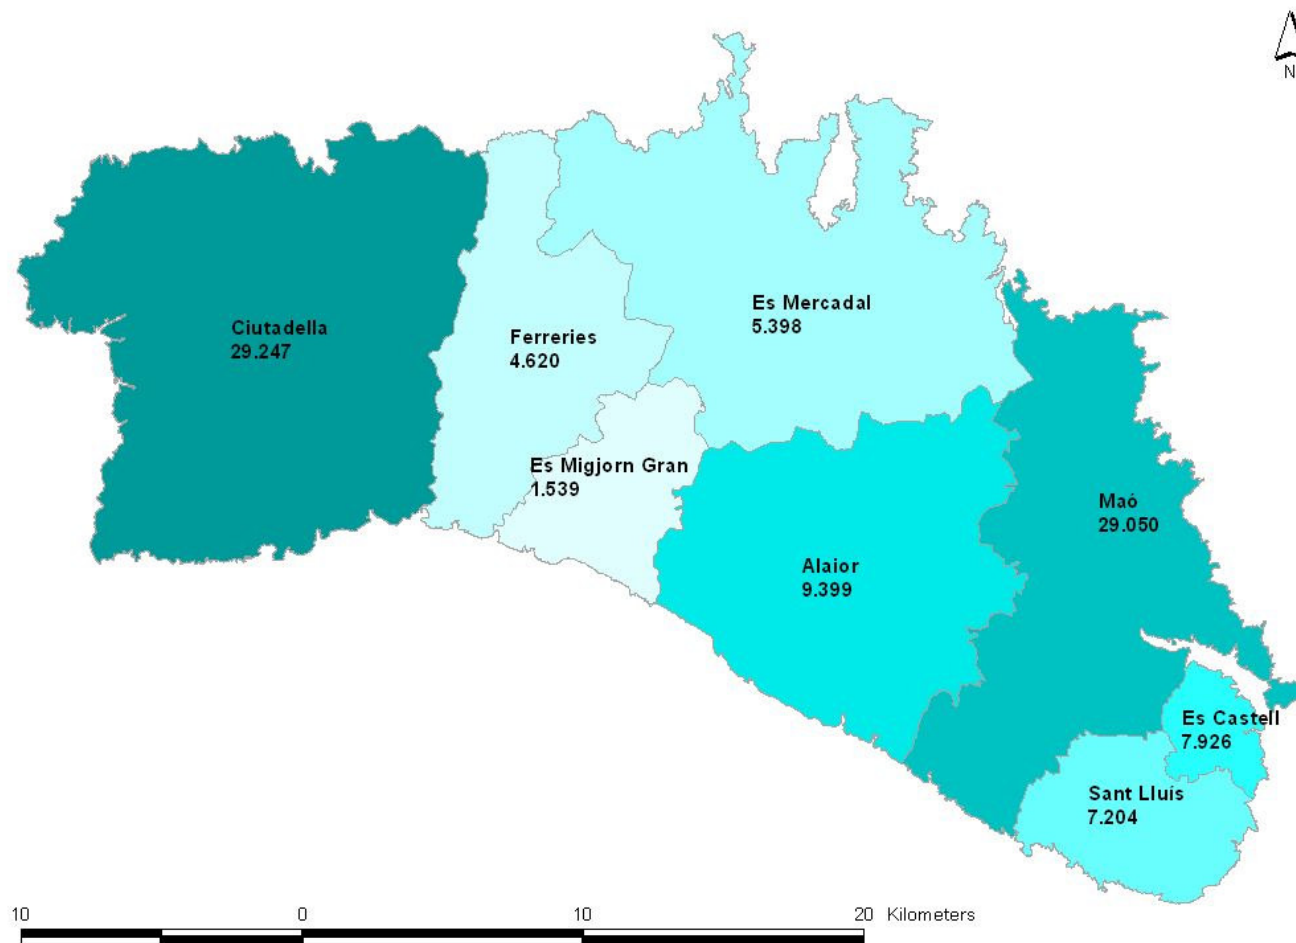 N
Es Mercadal
5.398
Ciutadella
29.247
Ferreries
4.620
Es Migjorn Gran
1.539
Maó
29.050
Alaior
9.399
Es Castell
7.926
Sant Lluís
7.204
10 0 10 20 Kilometers